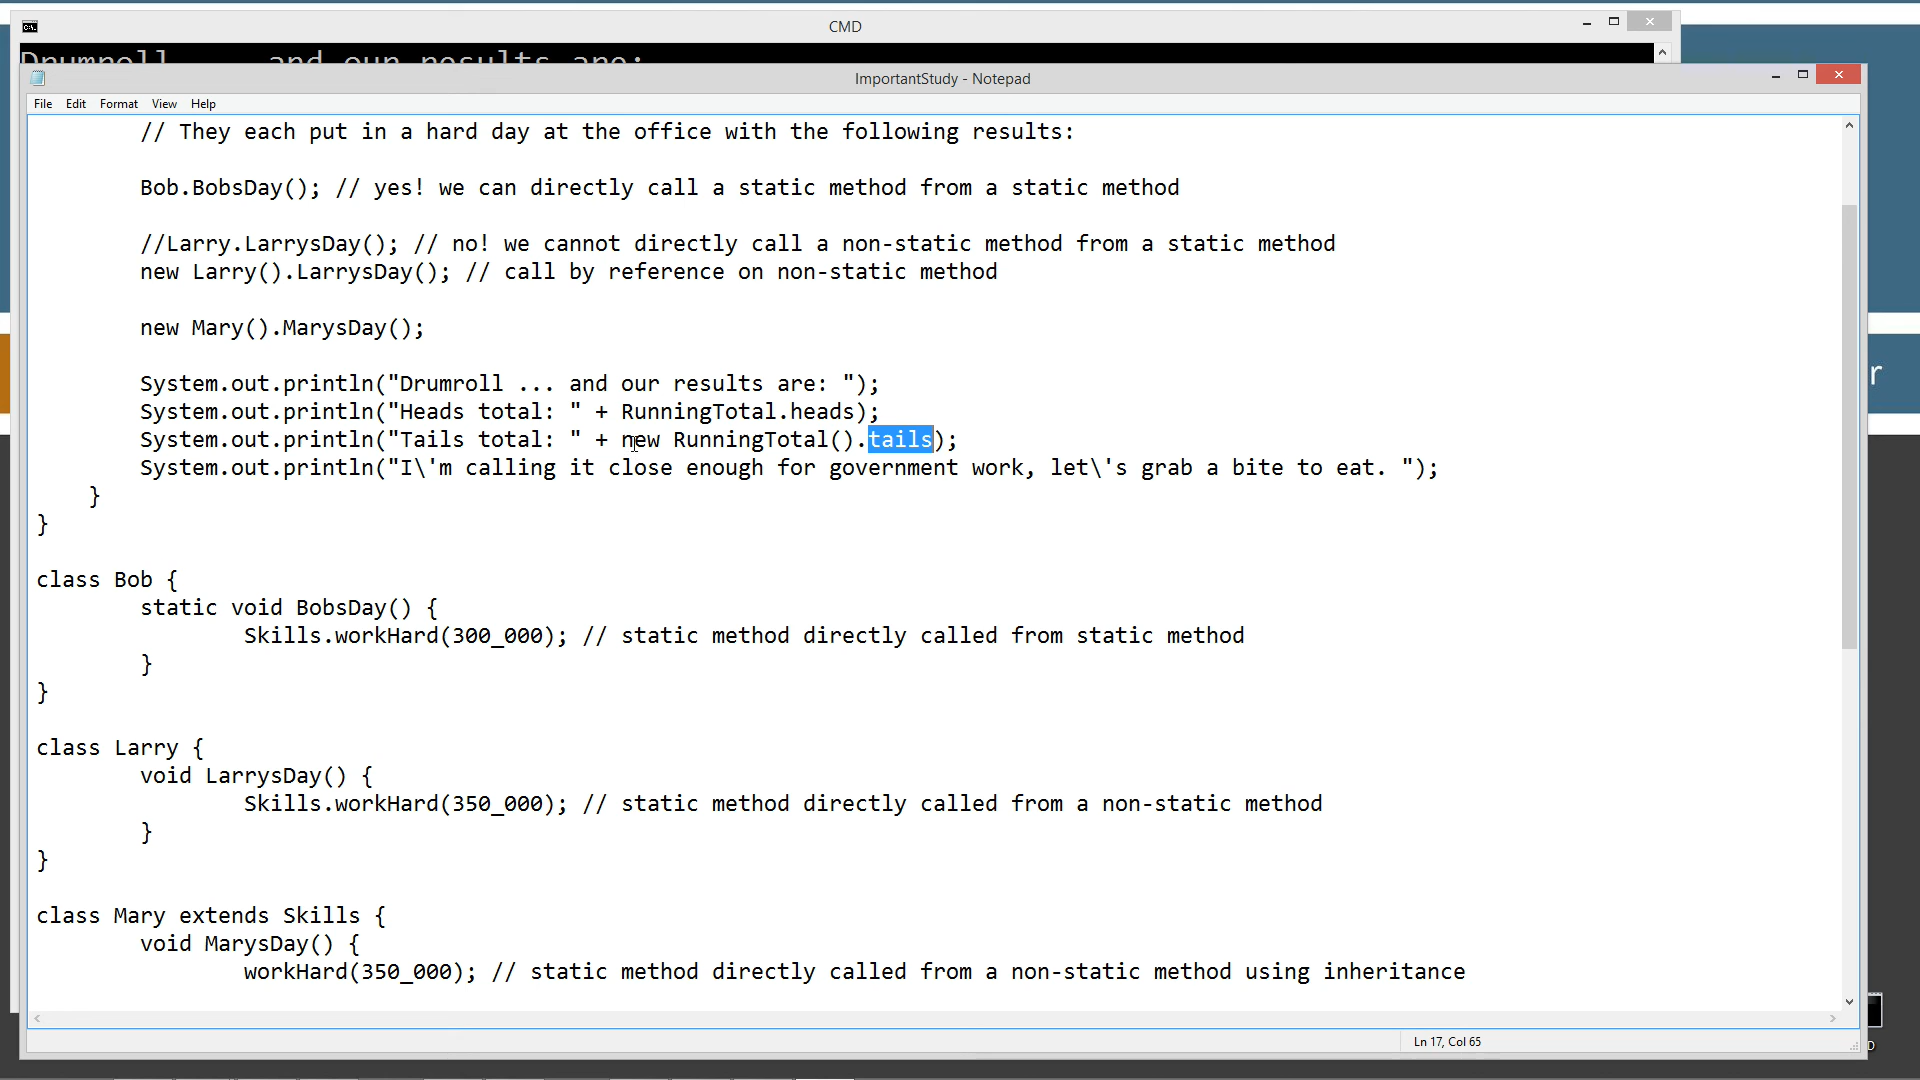 CMD
Drumroll ... and our results are:
ImportantStudy - Notepad
File Edit Format View Help
// They each put in a hard day at the office with the following results:
Bob.BobsDay(); // yes! we can directly call a static method from a static method
//Larry.LarrysDay(); // no! we cannot directly call a non-static method from a static method
new Larry().LarrysDay(); // call by reference on non-static method
new Mary().MarysDay();
System.out.println("Drumroll ... and our results are: ");
System.out.println("Heads total: " + RunningTotal.heads);
System.out.println("Tails total: " + new RunningTotal().tails);
System.out.println("I\'m calling it close enough for government work, let\'s grab a bite to eat. ");
}
}
class Bob {
static void BobsDay() {
Skills.workHard(300_000); // static method directly called from static method
}
}
class Larry {
void LarrysDay() {
Skills.workHard(350_000); // static method directly called from a non-static method
}
}
class Mary extends Skills {
void MarysDay() {
workHard(350_000); // static method directly called from a non-static method using inheritance
Ln 17, Col 65
r
D